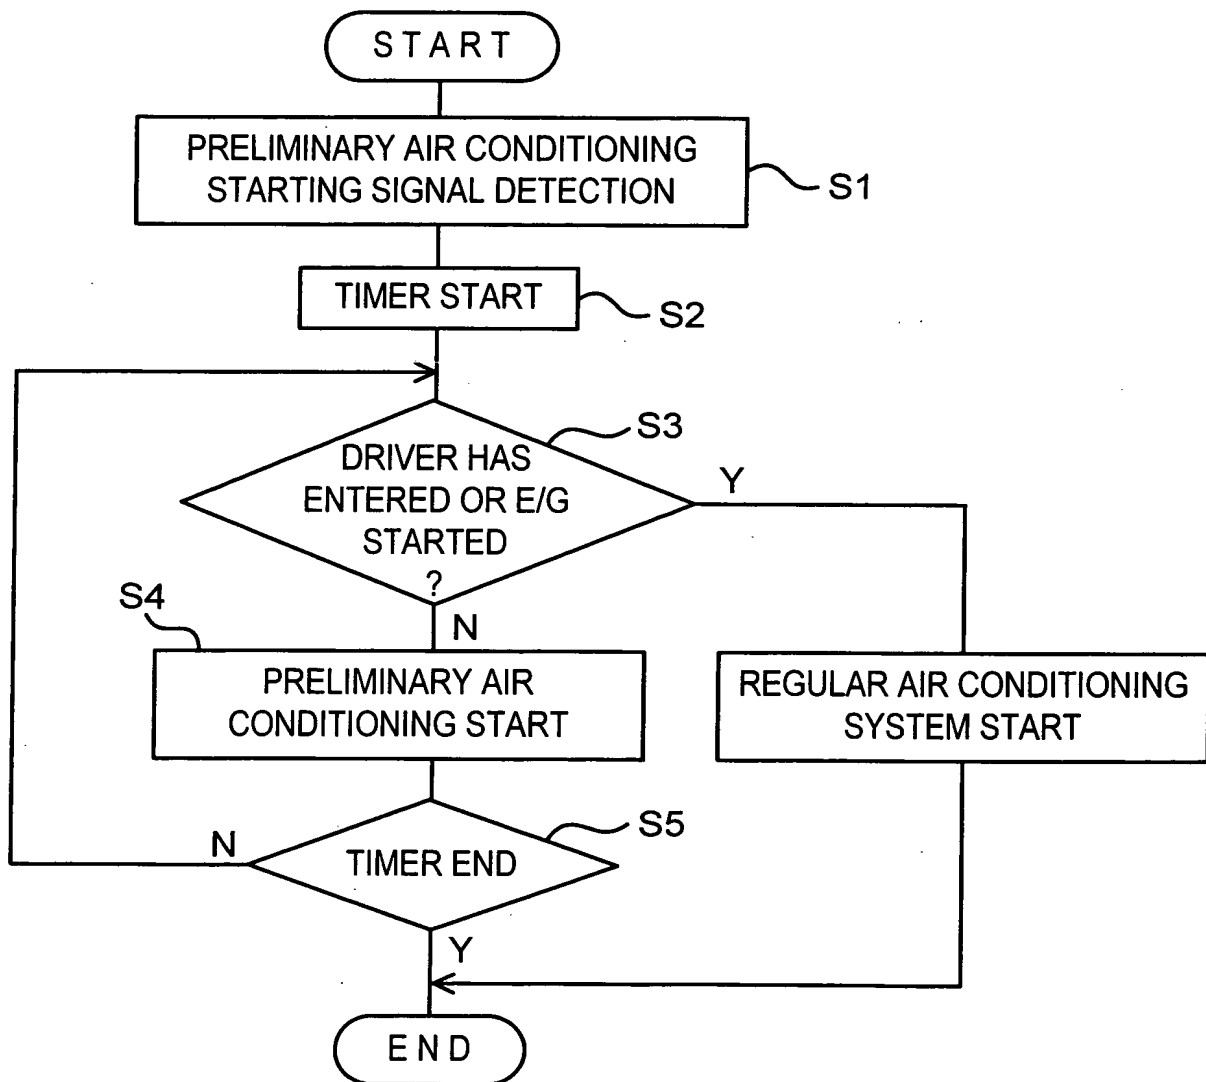 START
PRELIMINARY AIR CONDITIONING
STARTING SIGNAL DETECTION
S1
TIMER START
S2
S3
DRIVER HAS
ENTERED OR E/G
STARTED
?
Y
S4
N
PRELIMINARY AIR
CONDITIONING START
REGULAR AIR CONDITIONING
SYSTEM START
S5
N
TIMER END
Y
END